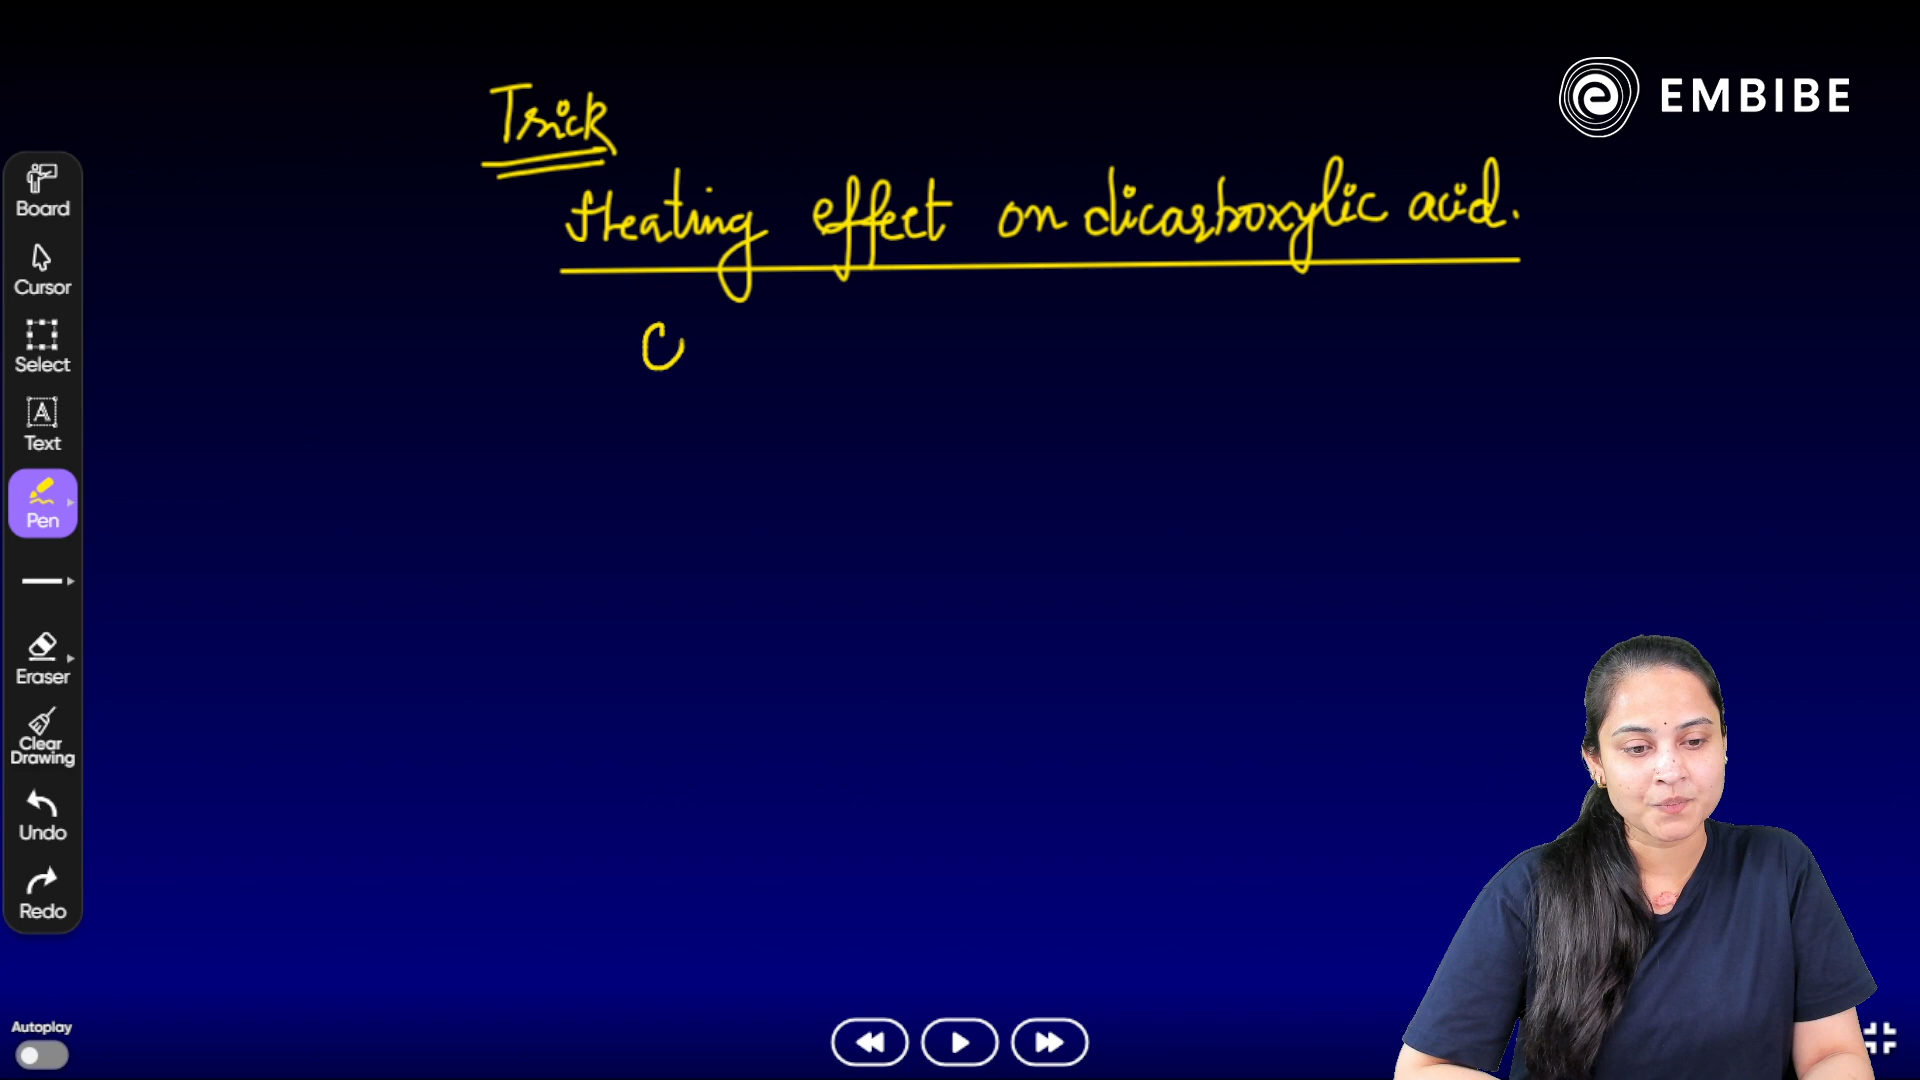 EMBIBE
Trick
Heating effect on dicarboxylic acid.
C
Board
Cursor
Select
Text
Pen
Eraser
Clear
Drawing
Undo
Redo
Autoplay